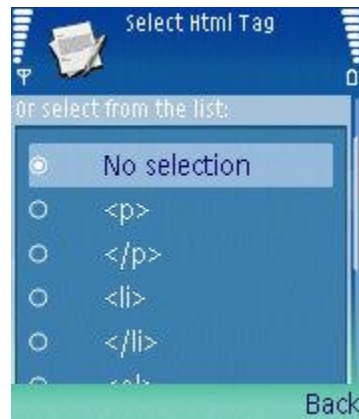 Select Html Tag
Or select from the list:
No selection
<p>
</p>
<li>
</li>
Back